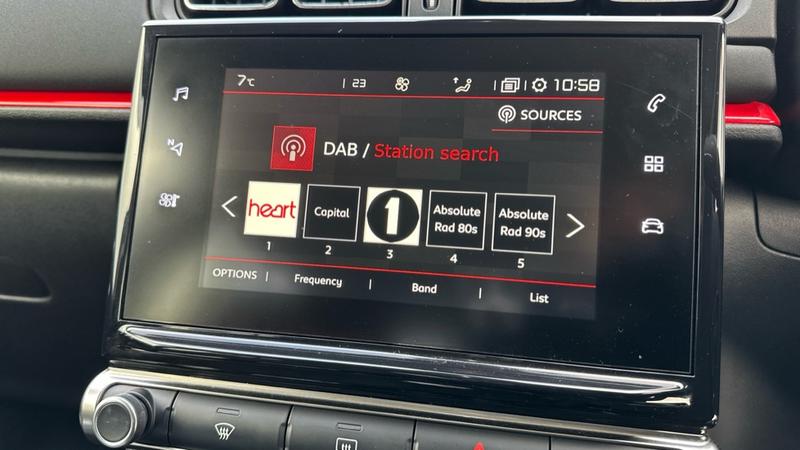 7°C | 23 | | 10:58
SOURCES
DAB / Station search
heart Capital 1 Absolute Rad 80s Absolute Rad 90s
1 2 3 4 5
OPTIONS | Frequency | Band | List
N